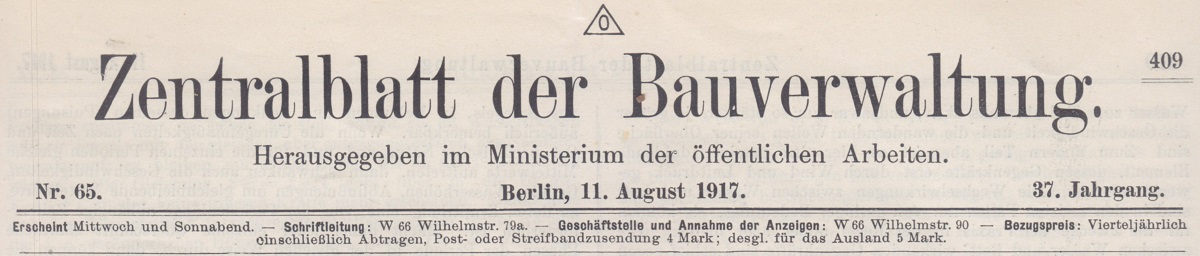 0
409
Zentralblatt der Bauverwaltung.
Herausgegeben im Ministerium der öffentlichen Arbeiten.
Nr. 65. Berlin, 11. August 1917. 37. Jahrgang.
Erscheint Mittwoch und Sonnabend. — Schriftleitung: W 66 Wilhelmstr. 79a. — Geschäftstelle und Annahme der Anzeigen: W 66 Wilhelmstr. 90 — Bezugspreis: Vierteljährlich
einschließlich Abtragen, Post- oder Streifbandzusendung 4 Mark; desgl. für das Ausland 5 Mark.